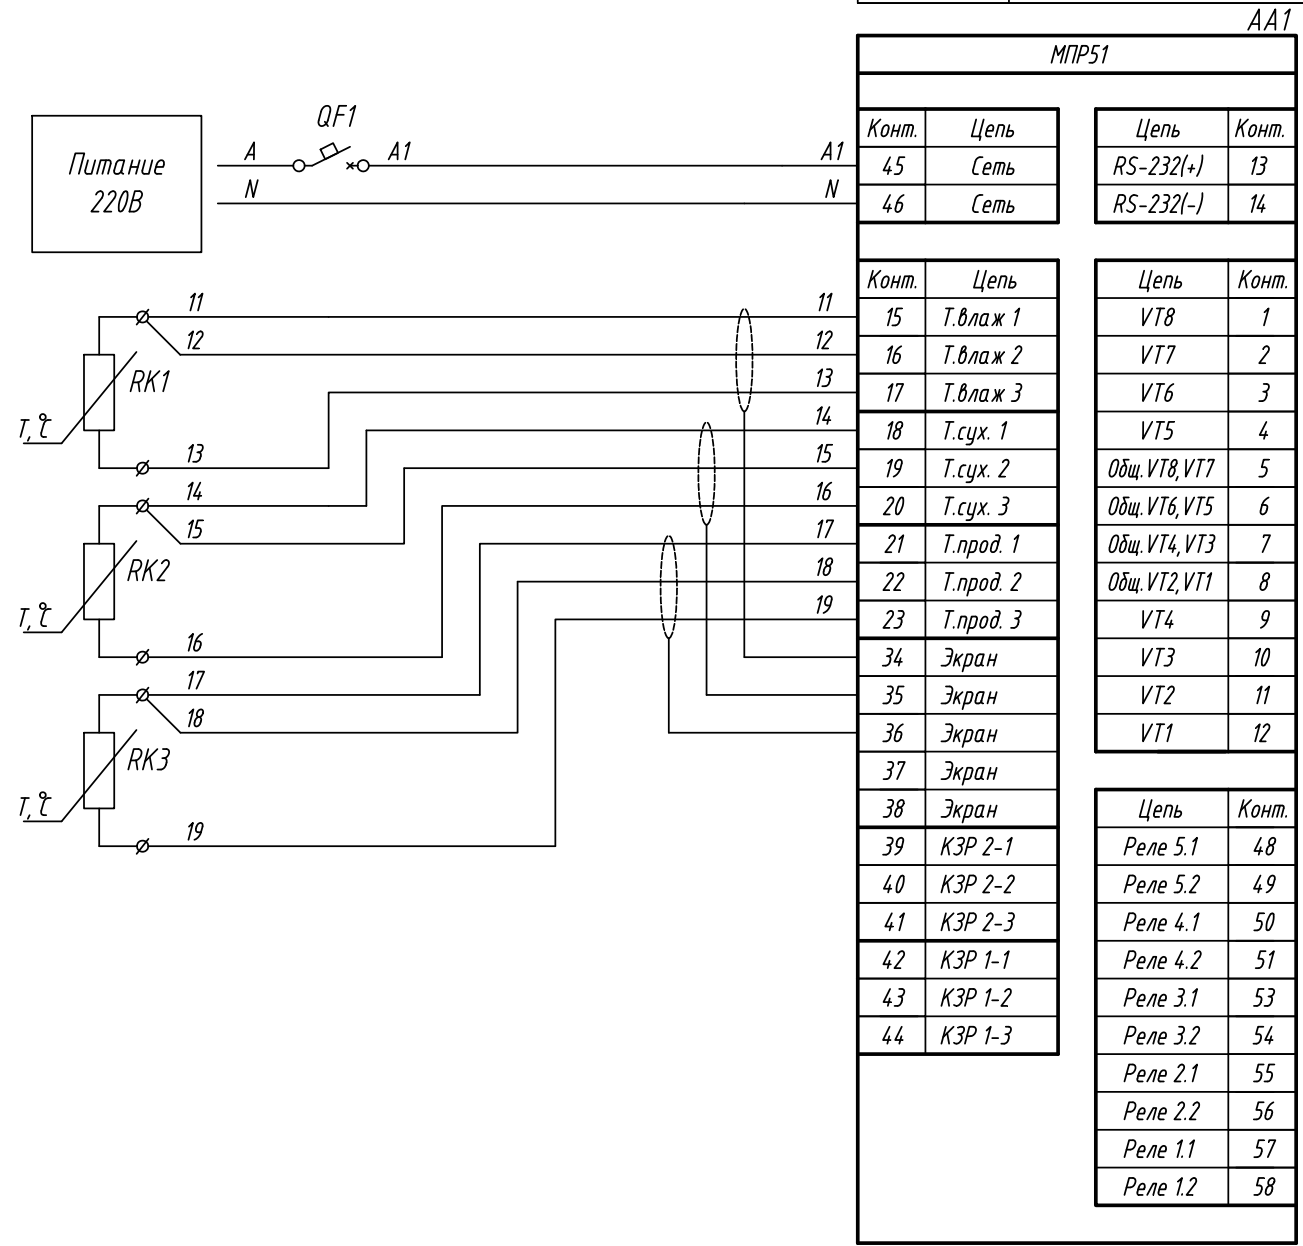 AA1
МПР51
Питание
220В
QF1
A
A1
A1
N
N
Конт. Цепь
45 Сеть
46 Сеть
Цепь Конт.
RS-232(+) 13
RS-232(-) 14
Конт. Цепь
15 Т.влаж 1
16 Т.влаж 2
17 Т.влаж 3
18 Т.сух. 1
19 Т.сух. 2
20 Т.сух. 3
21 Т.прод. 1
22 Т.прод. 2
23 Т.прод. 3
34 Экран
35 Экран
36 Экран
37 Экран
38 Экран
39 КЗР 2-1
40 КЗР 2-2
41 КЗР 2-3
42 КЗР 1-1
43 КЗР 1-2
44 КЗР 1-3
Цепь Конт.
VT8 1
VT7 2
VT6 3
VT5 4
Общ.VT8,VT7 5
Общ.VT6,VT5 6
Общ.VT4,VT3 7
Общ.VT2,VT1 8
VT4 9
VT3 10
VT2 11
VT1 12
Цепь Конт.
Реле 5.1 48
Реле 5.2 49
Реле 4.1 50
Реле 4.2 51
Реле 3.1 53
Реле 3.2 54
Реле 2.1 55
Реле 2.2 56
Реле 1.1 57
Реле 1.2 58
11
12
RK1
T,°C
13
14
15
RK2
T,°C
16
17
18
RK3
T,°C
19
11
12
13
14
15
16
17
18
19